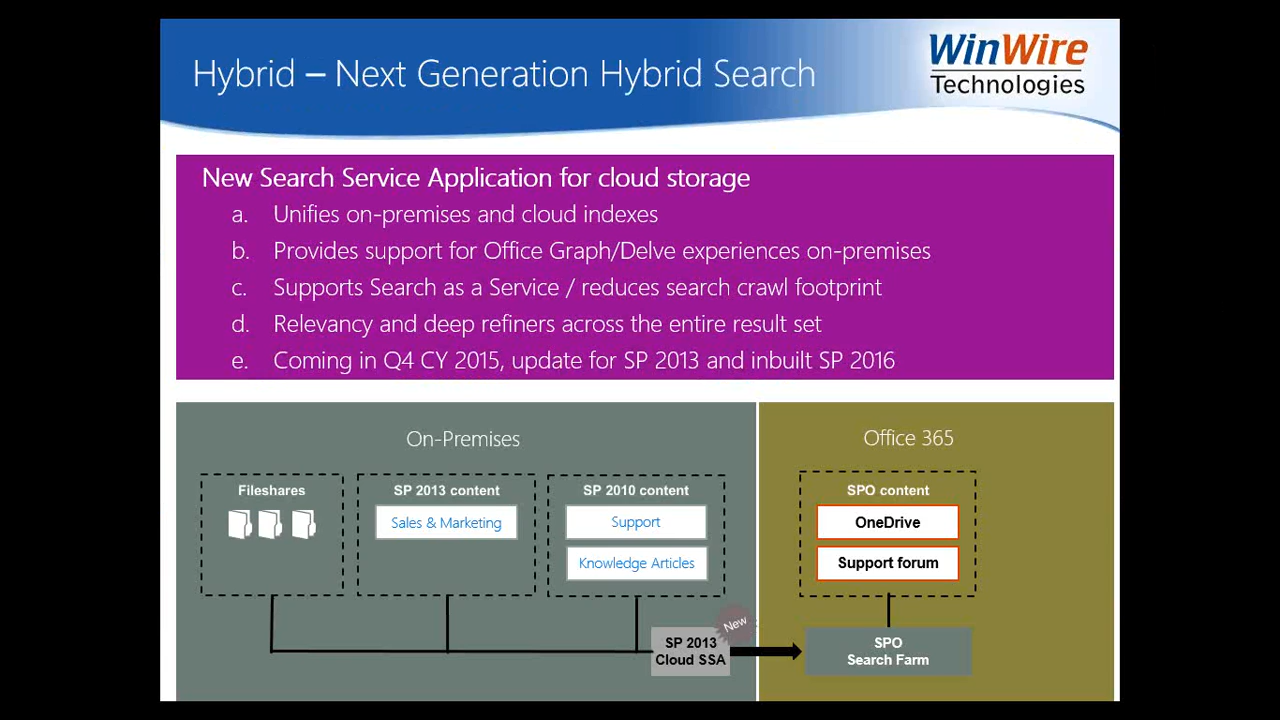 Hybrid – Next Generation Hybrid Search
WinWire
Technologies
New Search Service Application for cloud storage
a. Unifies on-premises and cloud indexes
b. Provides support for Office Graph/Delve experiences on-premises
c. Supports Search as a Service / reduces search crawl footprint
d. Relevancy and deep refiners across the entire result set
e. Coming in Q4 CY 2015, update for SP 2013 and inbuilt SP 2016
On-Premises
Fileshares
SP 2013 content
Sales & Marketing
SP 2010 content
Support
Knowledge Articles
New
SP 2013
Cloud SSA
Office 365
SPO content
OneDrive
Support forum
SPO
Search Farm